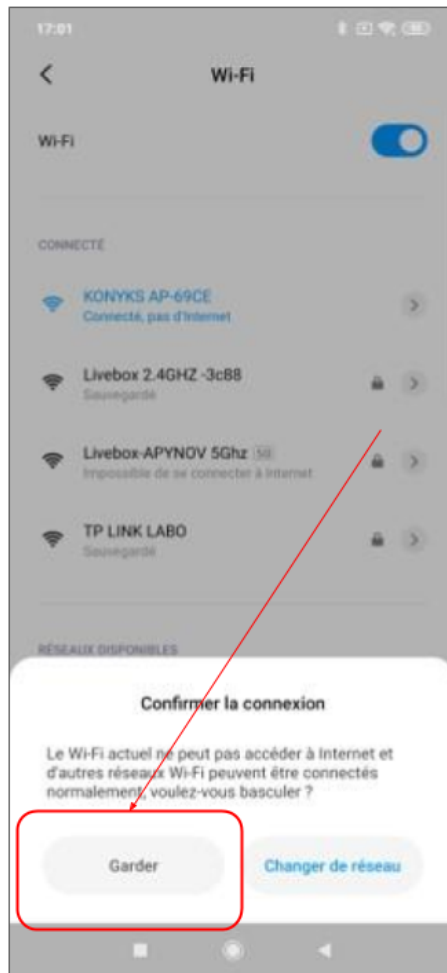 17:01
Wi-Fi
Wi-Fi
CONNECTÉ
KONYKS AP-69CE
Connecté, pas d'Internet
Livebox 2.4GHZ -3c88
Sauvegardé
Livebox-APYNOV 5Ghz 5G
Impossible de se connecter à Internet
TP LINK LABO
Sauvegardé
RÉSEAUX DISPONIBLES
Confirmer la connexion
Le Wi-Fi actuel ne peut pas accéder à Internet et
d'autres réseaux Wi-Fi peuvent être connectés
normalement, voulez-vous basculer ?
Garder
Changer de réseau